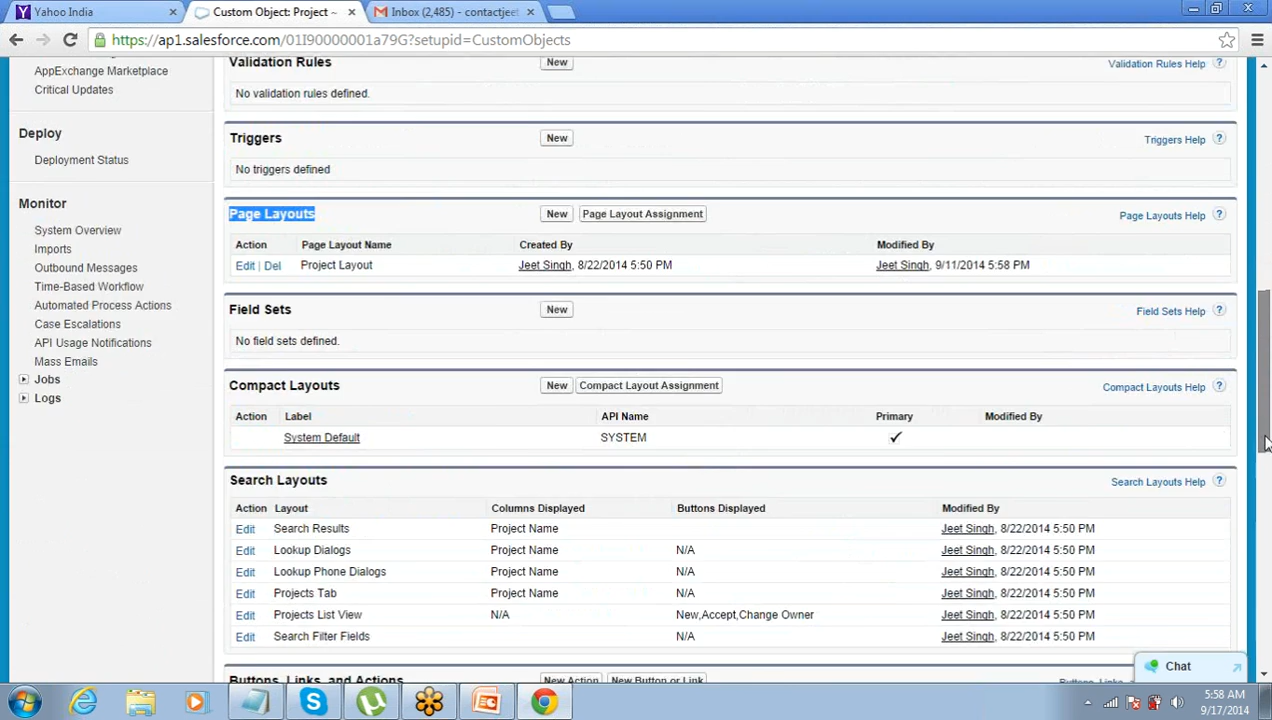 Yahoo India
Custom Object: Project ~
Inbox (2,485) - contactjeet
https://ap1.salesforce.com/01I90000001a79G?setupid=CustomObjects
AppExchange Marketplace
Critical Updates
Deploy
Deployment Status
Monitor
System Overview
Imports
Outbound Messages
Time-Based Workflow
Automated Process Actions
Case Escalations
API Usage Notifications
Mass Emails
Jobs
Logs
Validation Rules New Validation Rules Help ?
No validation rules defined.
Triggers New Triggers Help ?
No triggers defined
Page Layouts New Page Layout Assignment Page Layouts Help ?
Action Page Layout Name Created By Modified By
Edit | Del Project Layout Jeet Singh, 8/22/2014 5:50 PM Jeet Singh, 9/11/2014 5:58 PM
Field Sets New Field Sets Help ?
No field sets defined.
Compact Layouts New Compact Layout Assignment Compact Layouts Help ?
Action Label API Name Primary Modified By
System Default SYSTEM ✓
Search Layouts Search Layouts Help ?
Action Layout Columns Displayed Buttons Displayed Modified By
Edit Search Results Project Name Jeet Singh, 8/22/2014 5:50 PM
Edit Lookup Dialogs Project Name N/A Jeet Singh, 8/22/2014 5:50 PM
Edit Lookup Phone Dialogs Project Name N/A Jeet Singh, 8/22/2014 5:50 PM
Edit Projects Tab Project Name N/A Jeet Singh, 8/22/2014 5:50 PM
Edit Projects List View N/A New,Accept,Change Owner Jeet Singh, 8/22/2014 5:50 PM
Edit Search Filter Fields N/A Jeet Singh, 8/22/2014 5:50 PM
Buttons, Links, and Actions New Action New Button or Link
Chat
5:58 AM
9/17/2014